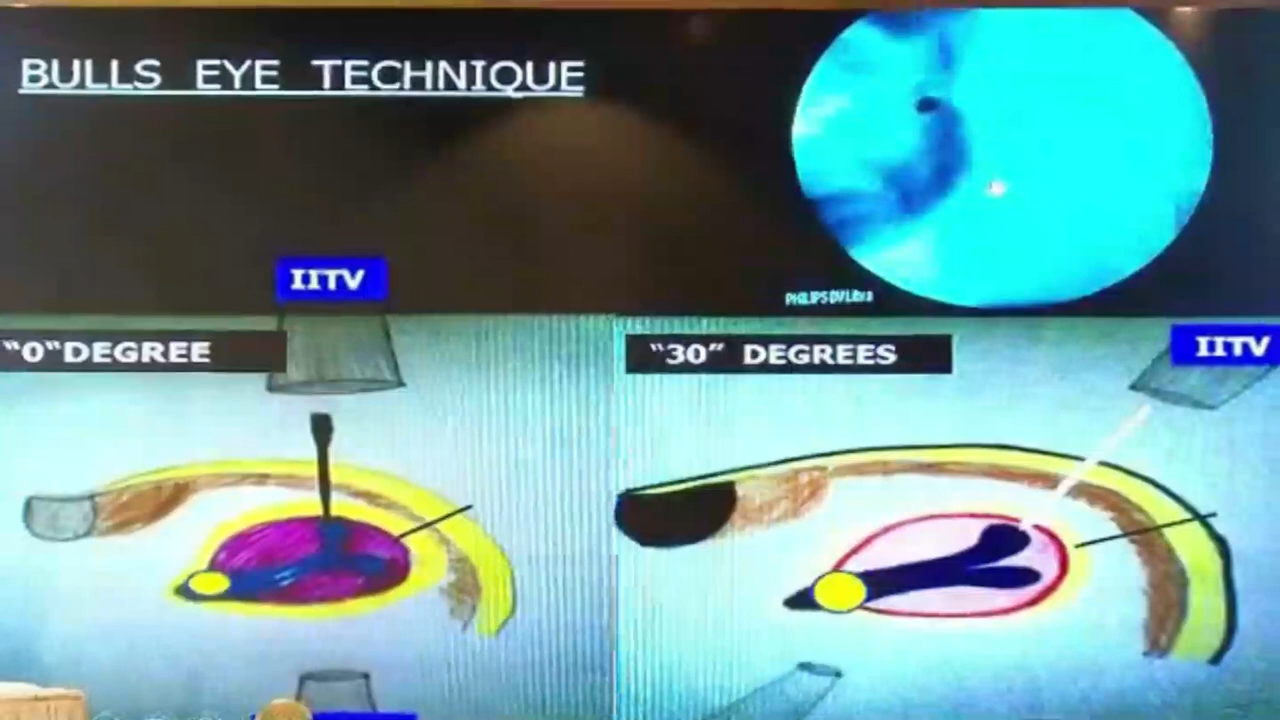 BULLS EYE TECHNIQUE
PHILIPS DV Libra
IITV
"0"DEGREE
"30" DEGREES
IITV